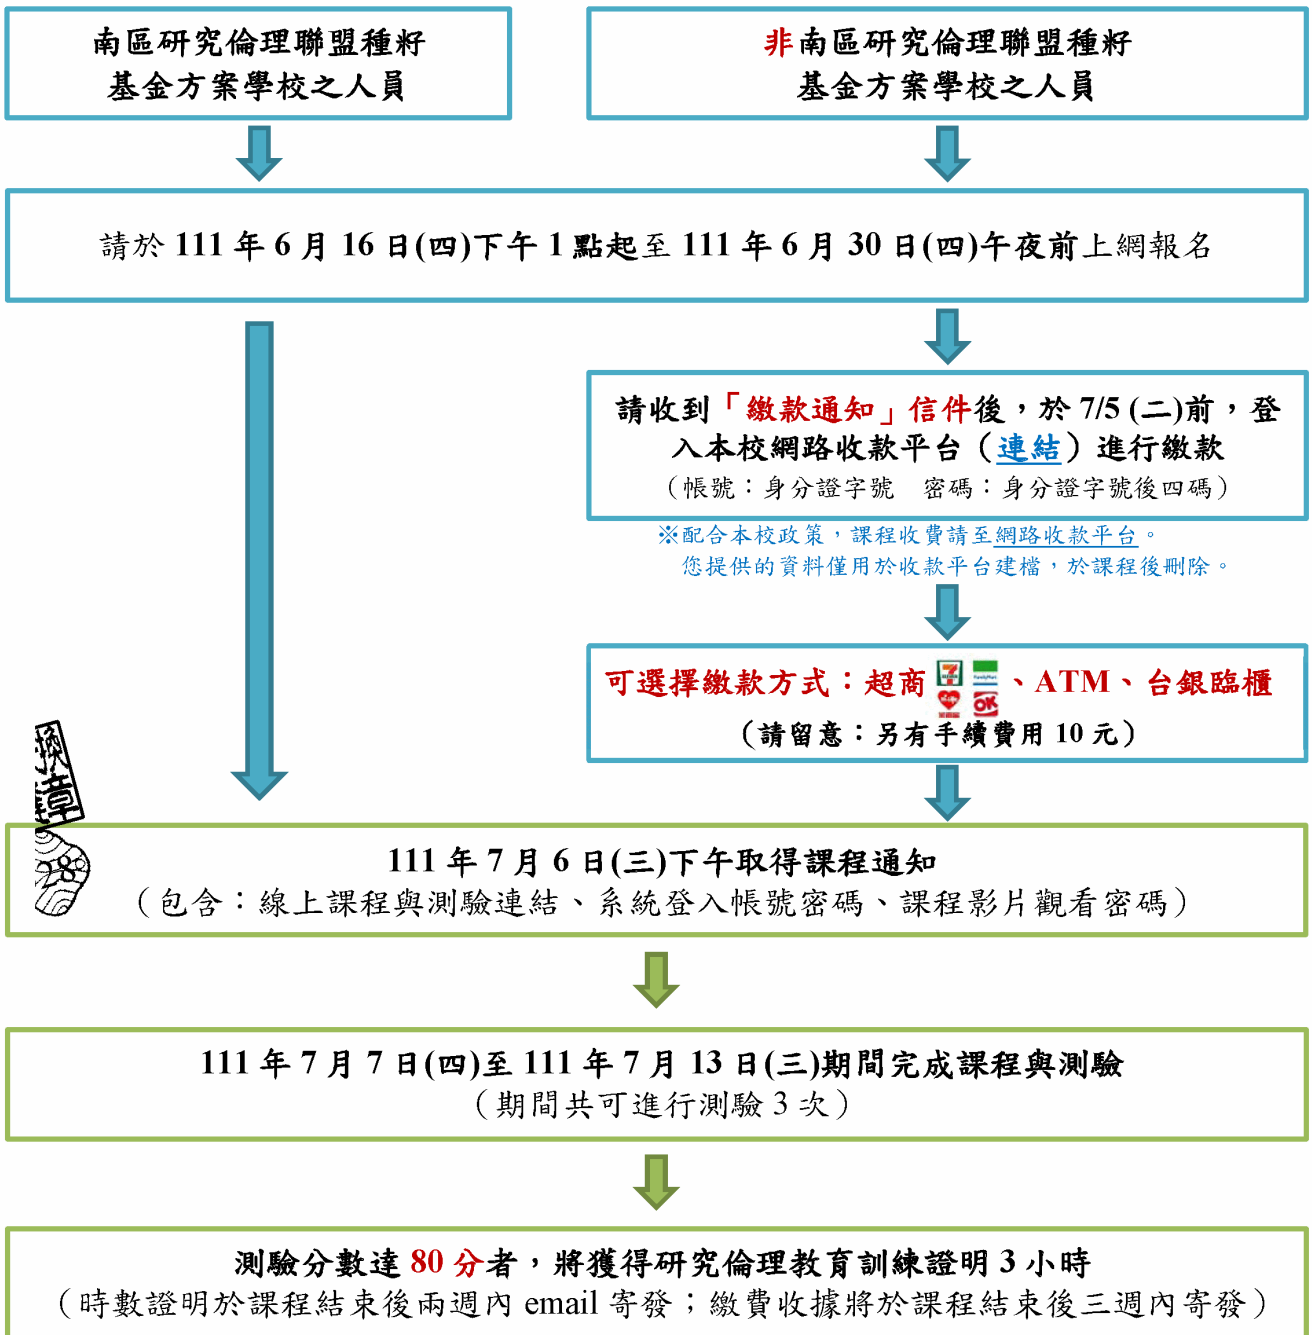 南區研究倫理聯盟種籽
基金方案學校之人員
非南區研究倫理聯盟種籽
基金方案學校之人員
請於 111 年 6 月 16 日(四)下午 1 點起至 111 年 6 月 30 日(四)午夜前上網報名
請收到「繳款通知」信件後，於 7/5 (二)前，登
入本校網路收款平台（連結）進行繳款
（帳號：身分證字號　密碼：身分證字號後四碼）
※配合本校政策，課程收費請至網路收款平台。
您提供的資料僅用於收款平台建檔，於課程後刪除。
可選擇繳款方式：超商 7 FamilyMart OK 、ATM、台銀臨櫃
（請留意：另有手續費用 10 元）
換
章
28
111 年 7 月 6 日(三)下午取得課程通知
（包含：線上課程與測驗連結、系統登入帳號密碼、課程影片觀看密碼）
111 年 7 月 7 日(四)至 111 年 7 月 13 日(三)期間完成課程與測驗
（期間共可進行測驗 3 次）
測驗分數達 80 分者，將獲得研究倫理教育訓練證明 3 小時
（時數證明於課程結束後兩週內 email 寄發；繳費收據將於課程結束後三週內寄發）